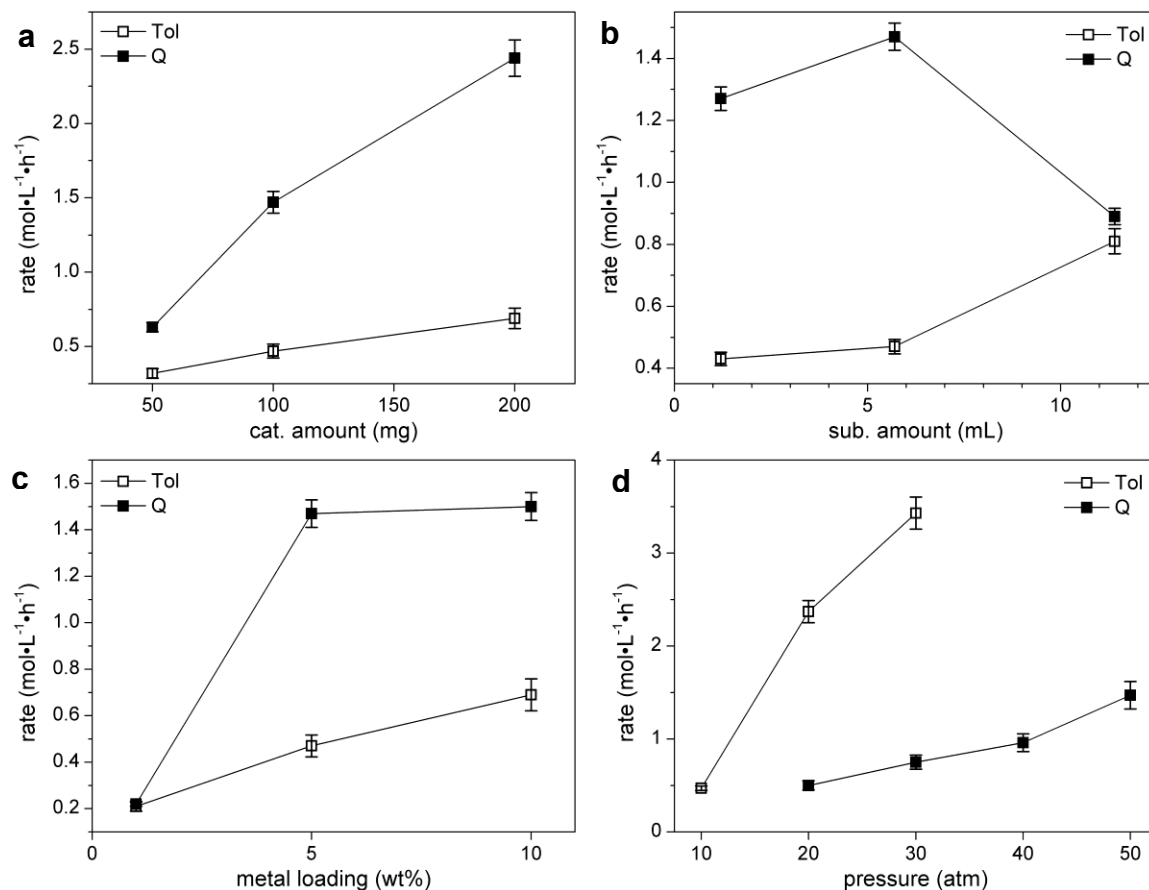 a
Tol
Q
2.5
2.0
1.5
1.0
0.5
rate (mol•L⁻¹•h⁻¹)
50
100
150
200
cat. amount (mg)
b
Tol
Q
1.4
1.2
1.0
0.8
0.6
0.4
rate (mol•L⁻¹•h⁻¹)
0
5
10
sub. amount (mL)
c
Tol
Q
1.6
1.4
1.2
1.0
0.8
0.6
0.4
0.2
rate (mol•L⁻¹•h⁻¹)
0
5
10
metal loading (wt%)
d
Tol
Q
4
3
2
1
0
rate (mol•L⁻¹•h⁻¹)
10
20
30
40
50
pressure (atm)